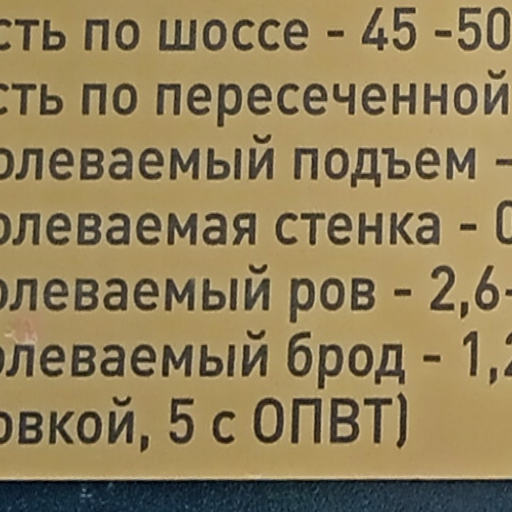 сть по шоссе - 45 -50
сть по пересеченной
олеваемый подъем -
олеваемая стенка - 0
олеваемый ров - 2,6-
олеваемый брод - 1,2
овкой, 5 с ОПВТ)